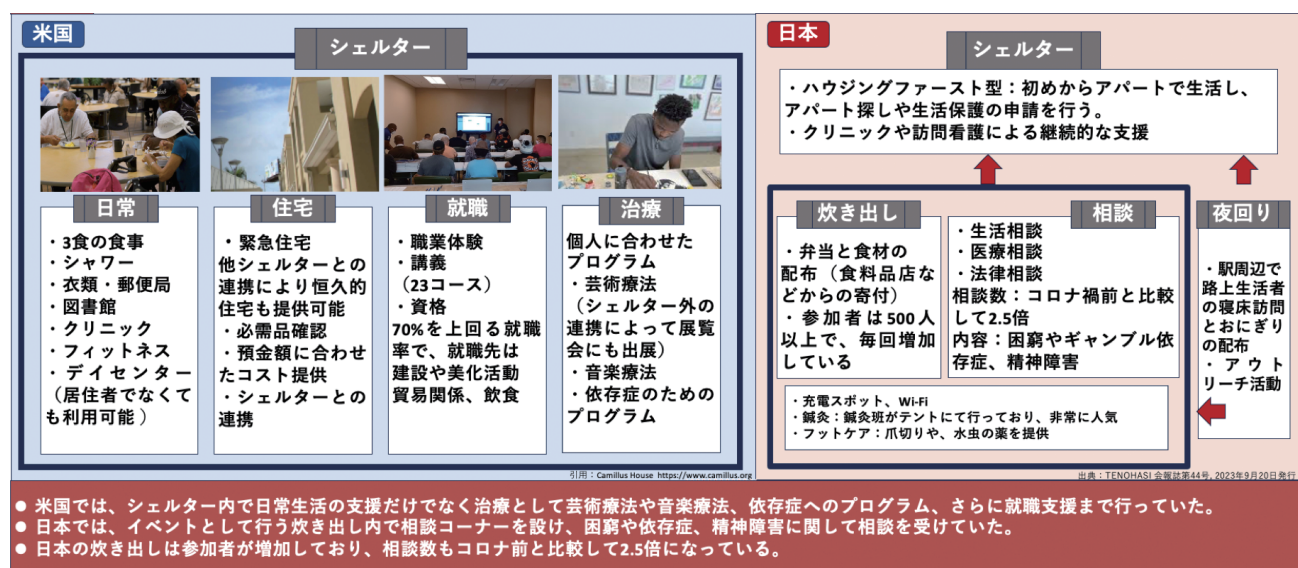 米国
シェルター
日常
・3食の食事
・シャワー
・衣類・郵便局
・図書館
・クリニック
・フィットネス
・デイセンター
（居住者でなくて
も利用可能 ）
住宅
・緊急住宅
他シェルターとの
連携により恒久的
住宅も提供可能
・必需品確認
・預金額に合わせ
たコスト提供
・シェルターとの
連携
就職
・職業体験
・講義
（23コース）
・資格
70%を上回る就職
率で、就職先は
建設や美化活動
貿易関係、飲食
治療
個人に合わせた
プログラム
・芸術療法
（シェルター外の
連携によって展覧
会にも出展）
・音楽療法
・依存症のための
プログラム
引用：Camillus House https://www.camillus.org
日本
シェルター
・ハウジングファースト型：初めからアパートで生活し、
アパート探しや生活保護の申請を行う。
・クリニックや訪問看護による継続的な支援
炊き出し
・弁当と食材の
配布（食料品店な
どからの寄付）
・参加者は500人
以上で、毎回増加
している
相談
・生活相談
・医療相談
・法律相談
相談数：コロナ禍前と比較
して2.5倍
内容：困窮やギャンブル依
存症、精神障害
・充電スポット、Wi-Fi
・鍼灸：鍼灸班がテントにて行っており、非常に人気
・フットケア：爪切りや、水虫の薬を提供
夜回り
・駅周辺で
路上生活者
の寝床訪問
とおにぎり
の配布
・アウト
リーチ活動
出典：TENOHASI 会報誌第44号, 2023年9月20日発行
● 米国では、シェルター内で日常生活の支援だけでなく治療として芸術療法や音楽療法、依存症へのプログラム、さらに就職支援まで行っていた。
● 日本では、イベントとして行う炊き出し内で相談コーナーを設け、困窮や依存症、精神障害に関して相談を受けていた。
● 日本の炊き出しは参加者が増加しており、相談数もコロナ前と比較して2.5倍になっている。